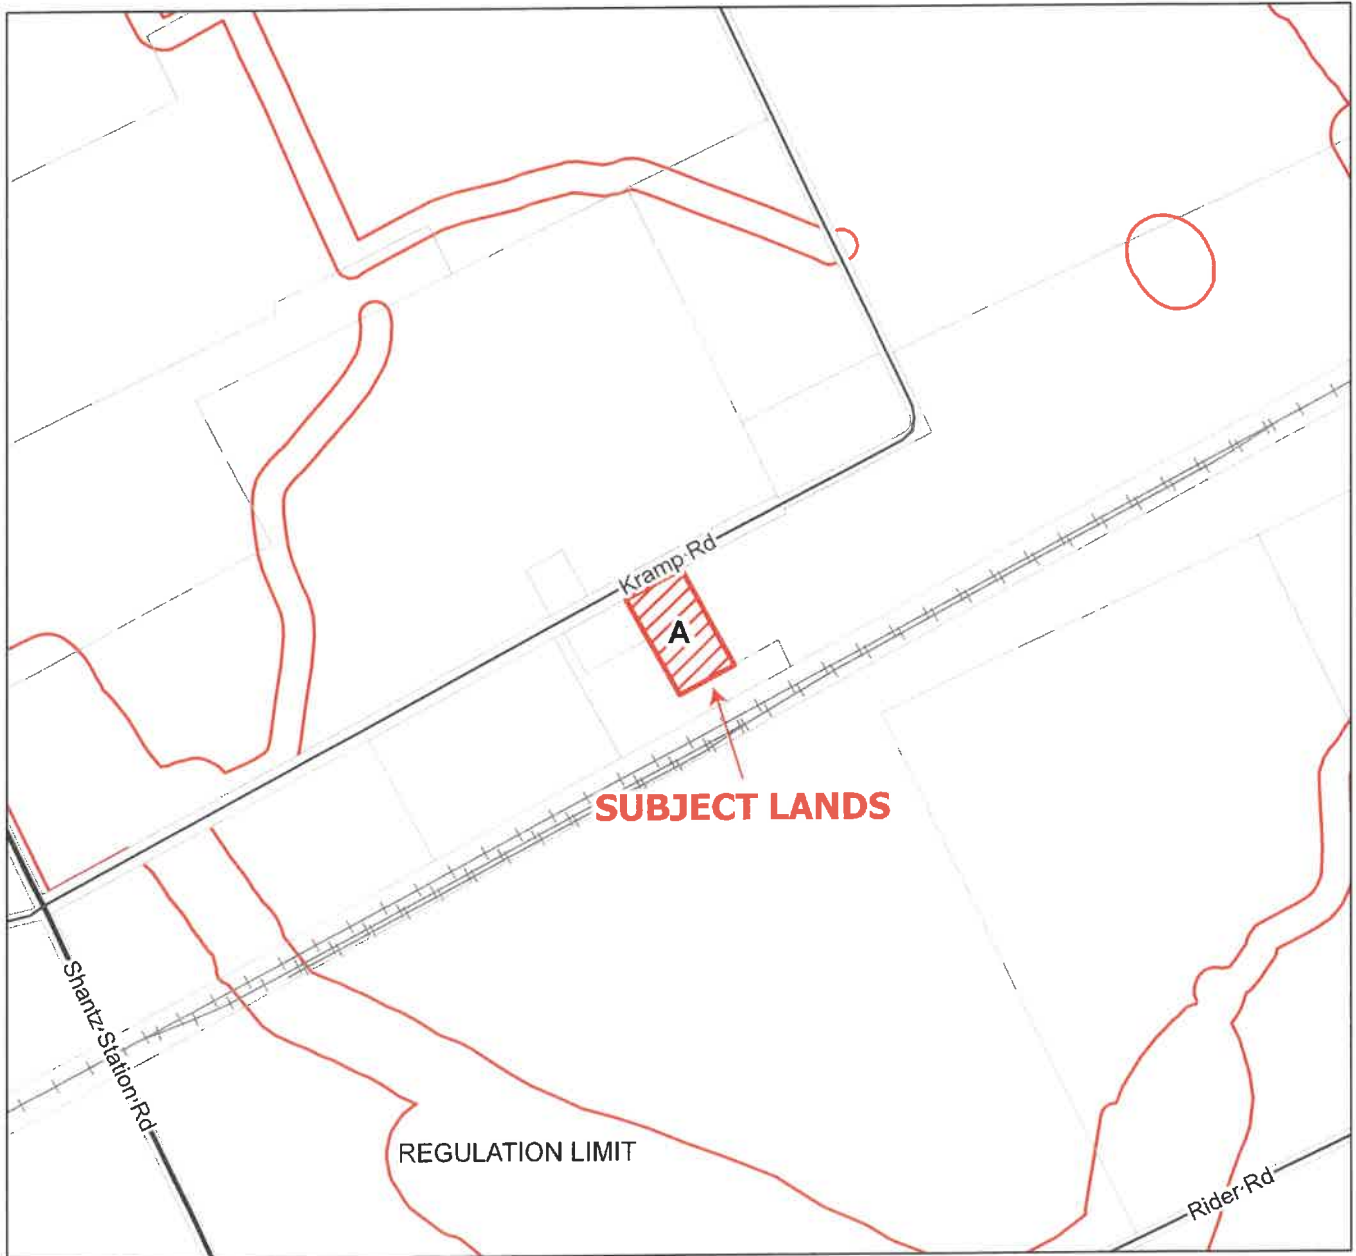 Kramp Rd
A
SUBJECT LANDS
Shantz Station Rd
REGULATION LIMIT
Rider Rd